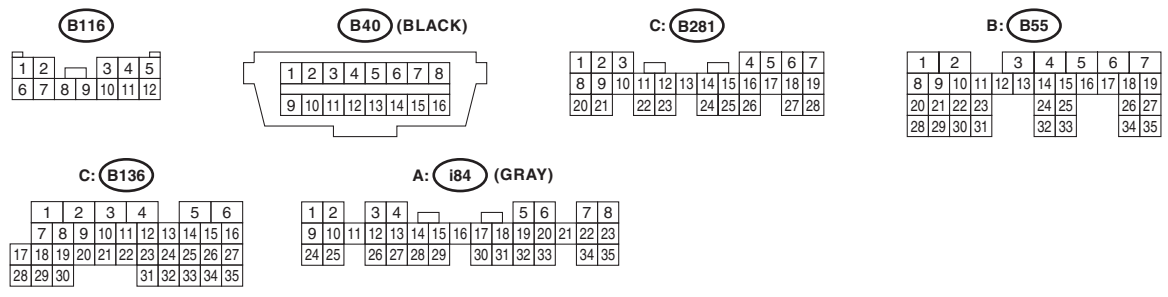 B116
1 2 3 4 5
6 7 8 9 10 11 12
B40 (BLACK)
1 2 3 4 5 6 7 8
9 10 11 12 13 14 15 16
C: B281
1 2 3 4 5 6 7
8 9 10 11 12 13 14 15 16 17 18 19
20 21 22 23 24 25 26 27 28
B: B55
1 2 3 4 5 6 7
8 9 10 11 12 13 14 15 16 17 18 19
20 21 22 23 24 25 26 27
28 29 30 31 32 33 34 35
C: B136
1 2 3 4 5 6
7 8 9 10 11 12 13 14 15 16
17 18 19 20 21 22 23 24 25 26 27
28 29 30 31 32 33 34 35
A: i84 (GRAY)
1 2 3 4 5 6 7 8
9 10 11 12 13 14 15 16 17 18 19 20 21 22 23
24 25 26 27 28 29 30 31 32 33 34 35